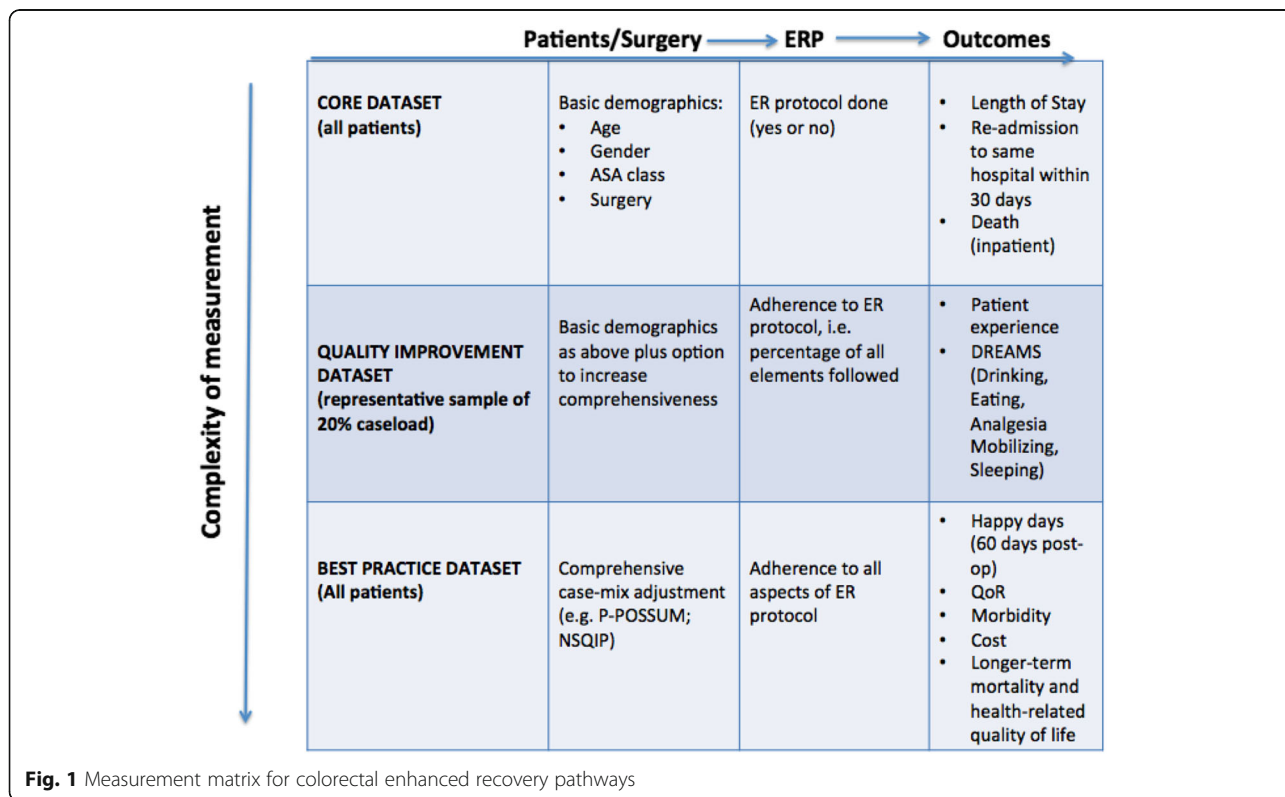 Patients/Surgery ERP Outcomes
Complexity of measurement
CORE DATASET
(all patients)
Basic demographics:
• Age
• Gender
• ASA class
• Surgery
ER protocol done
(yes or no)
• Length of Stay
• Re-admission
to same
hospital within
30 days
• Death
(inpatient)
QUALITY IMPROVEMENT
DATASET
(representative sample of
20% caseload)
Basic demographics
as above plus option
to increase
comprehensiveness
Adherence to ER
protocol, i.e.
percentage of all
elements followed
• Patient
experience
• DREAMS
(Drinking,
Eating,
Analgesia
Mobilizing,
Sleeping)
BEST PRACTICE DATASET
(All patients)
Comprehensive
case-mix adjustment
(e.g. P-POSSUM;
NSQIP)
Adherence to all
aspects of ER
protocol
• Happy days
(60 days post-
op)
• QoR
• Morbidity
• Cost
• Longer-term
mortality and
health-related
quality of life
Fig. 1 Measurement matrix for colorectal enhanced recovery pathways